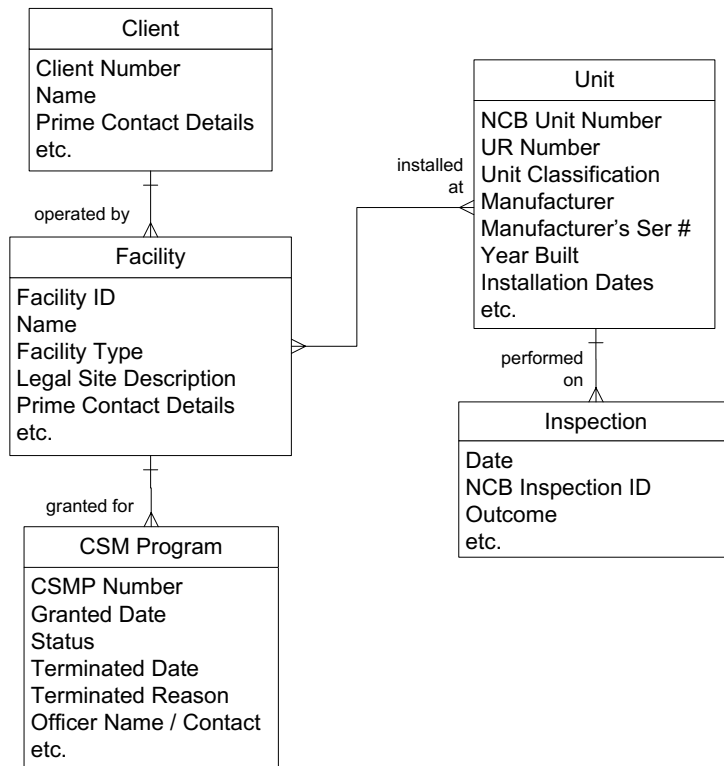 Client
Client Number
Name
Prime Contact Details
etc.
operated by
Facility
Facility ID
Name
Facility Type
Legal Site Description
Prime Contact Details
etc.
granted for
CSM Program
CSMP Number
Granted Date
Status
Terminated Date
Terminated Reason
Officer Name / Contact
etc.
installed
at
Unit
NCB Unit Number
UR Number
Unit Classification
Manufacturer
Manufacturer’s Ser #
Year Built
Installation Dates
etc.
performed
on
Inspection
Date
NCB Inspection ID
Outcome
etc.